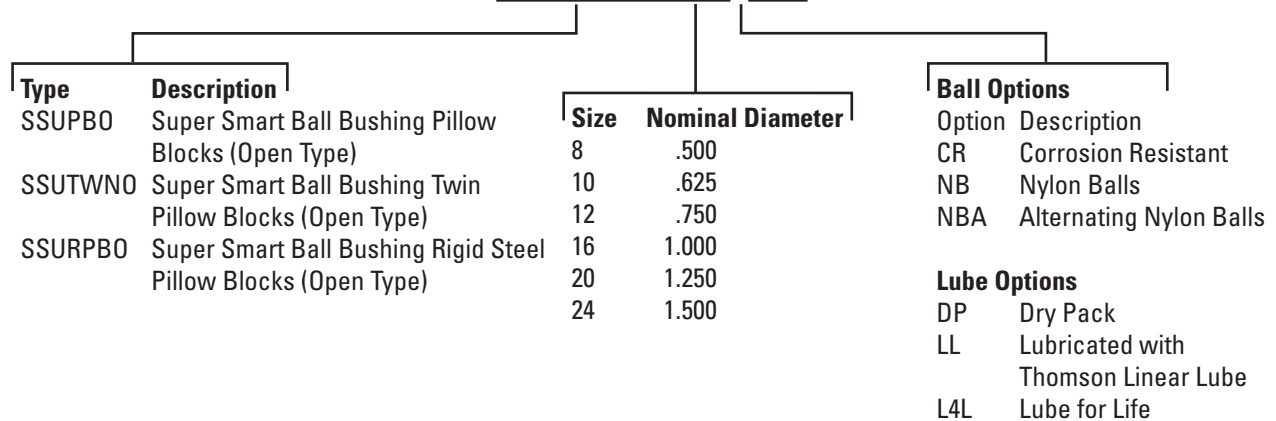 Type Description
SSUPBO Super Smart Ball Bushing Pillow
Blocks (Open Type)
SSUTWNO Super Smart Ball Bushing Twin
Pillow Blocks (Open Type)
SSURPBO Super Smart Ball Bushing Rigid Steel
Pillow Blocks (Open Type)
Size Nominal Diameter
8 .500
10 .625
12 .750
16 1.000
20 1.250
24 1.500
Ball Options
Option Description
CR Corrosion Resistant
NB Nylon Balls
NBA Alternating Nylon Balls
Lube Options
DP Dry Pack
LL Lubricated with
Thomson Linear Lube
L4L Lube for Life